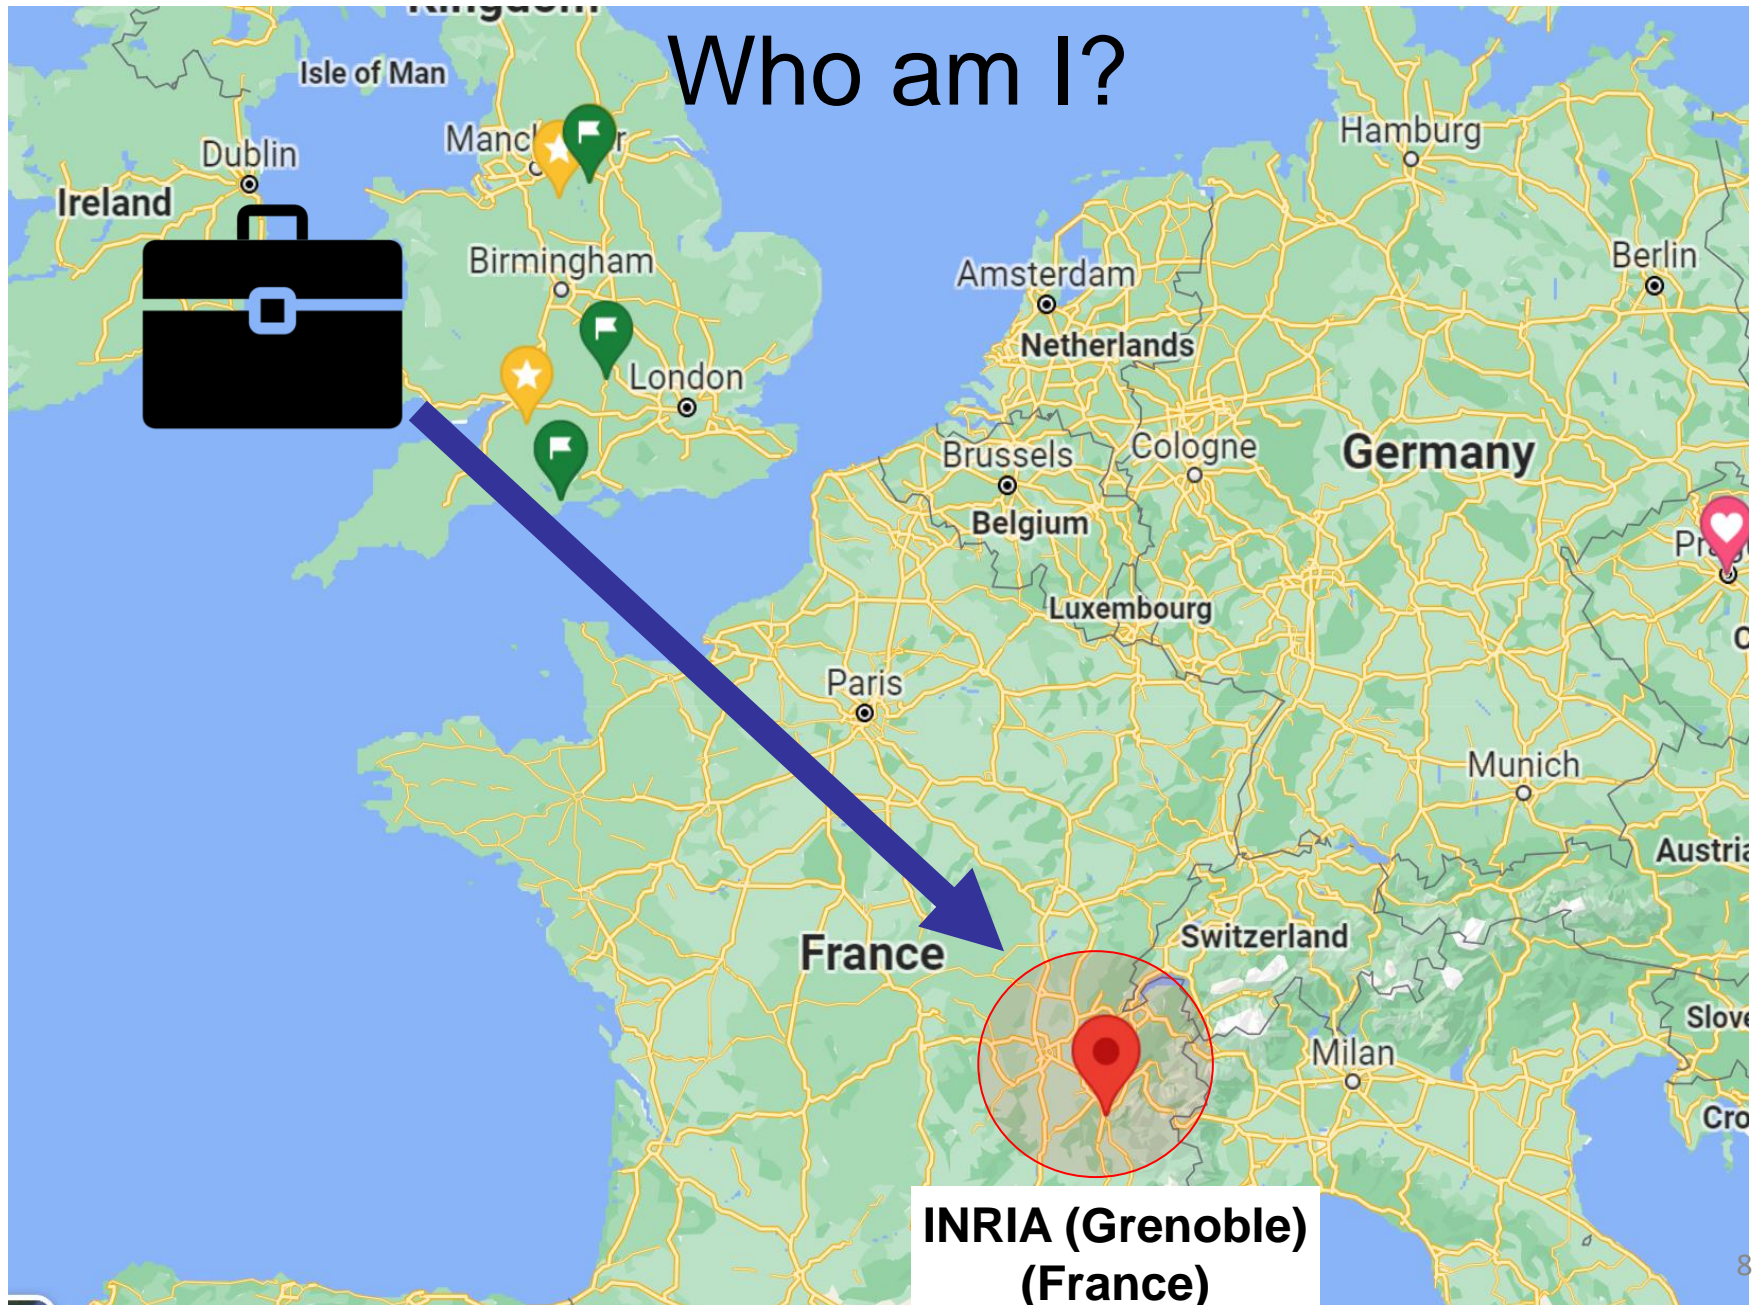 Who am I?
Isle of Man
Dublin
Ireland
Birmingham
London
Hamburg
Berlin
Amsterdam
Netherlands
Brussels
Belgium
Cologne
Germany
Luxembourg
Paris
Munich
France
Switzerland
Milan
INRIA (Grenoble)
(France)
8